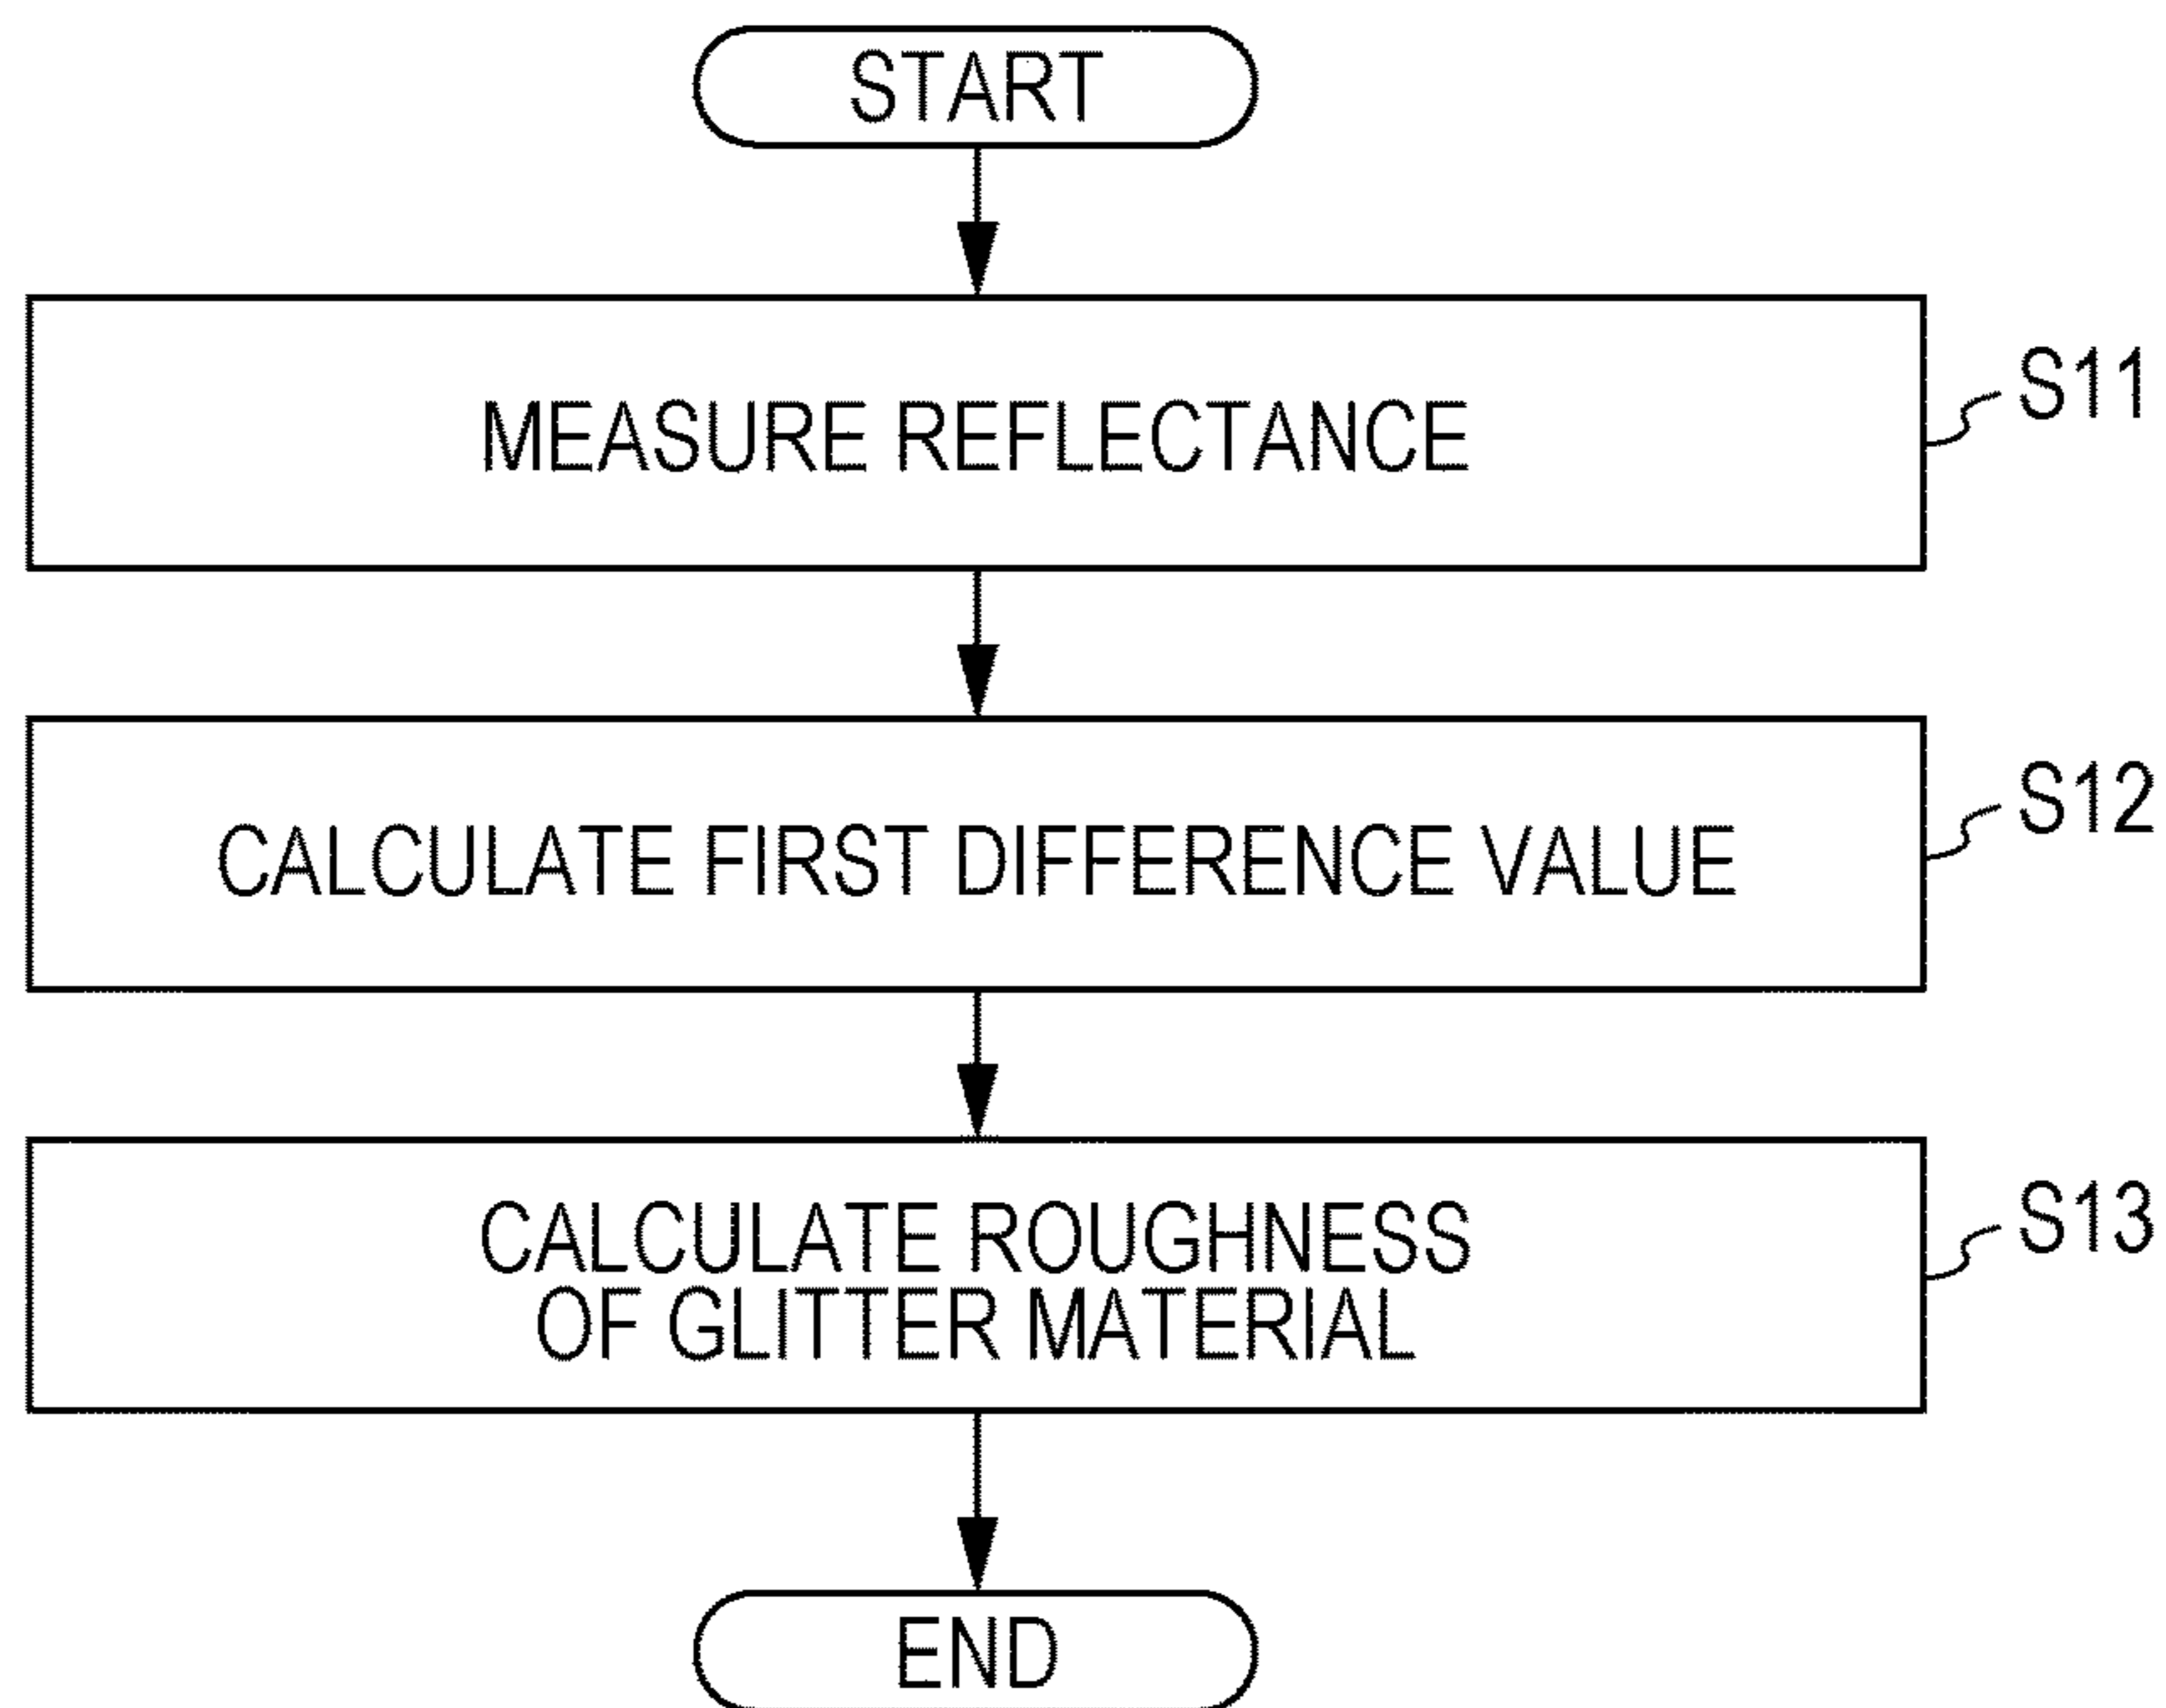 START
MEASURE REFLECTANCE
S11
CALCULATE FIRST DIFFERENCE VALUE
S12
CALCULATE ROUGHNESS
OF GLITTER MATERIAL
S13
END